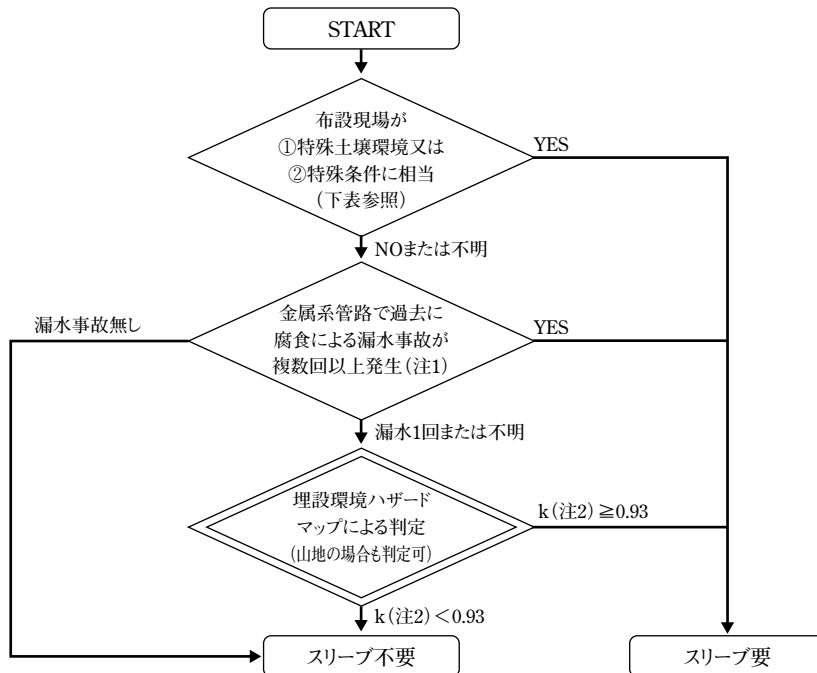 START
布設現場が
①特殊土壌環境又は
②特殊条件に相当
(下表参照)
YES
NOまたは不明
金属系管路で過去に
腐食による漏水事故が
複数回以上発生(注1)
漏水事故無し
YES
漏水1回または不明
埋設環境ハザード
マップによる判定
(山地の場合も判定可)
k(注2)≧0.93
k(注2)＜0.93
スリーブ不要
スリーブ要